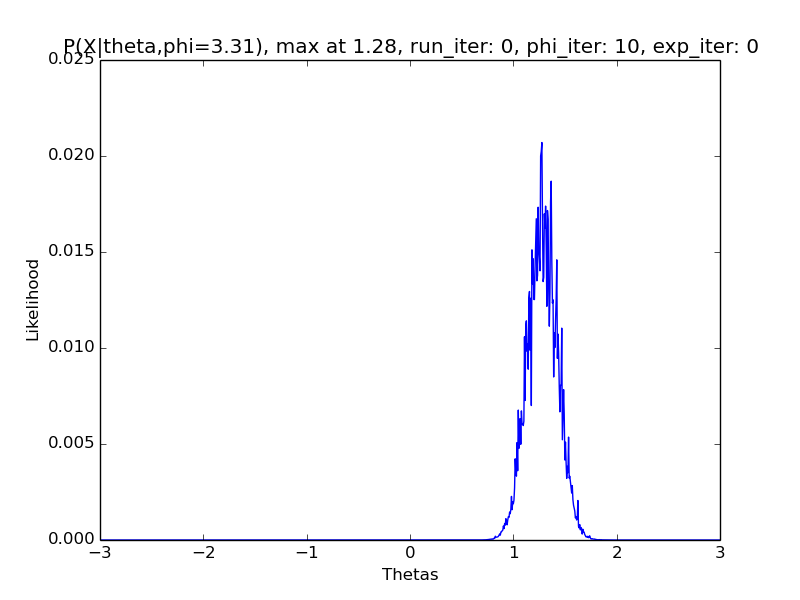 P(X|theta,phi=3.31), max at 1.28, run_iter: 0, phi_iter: 10, exp_iter: 0
0.025
0.020
0.015
0.010
0.005
0.000
Likelihood
−3 −2 −1 0 1 2 3
Thetas